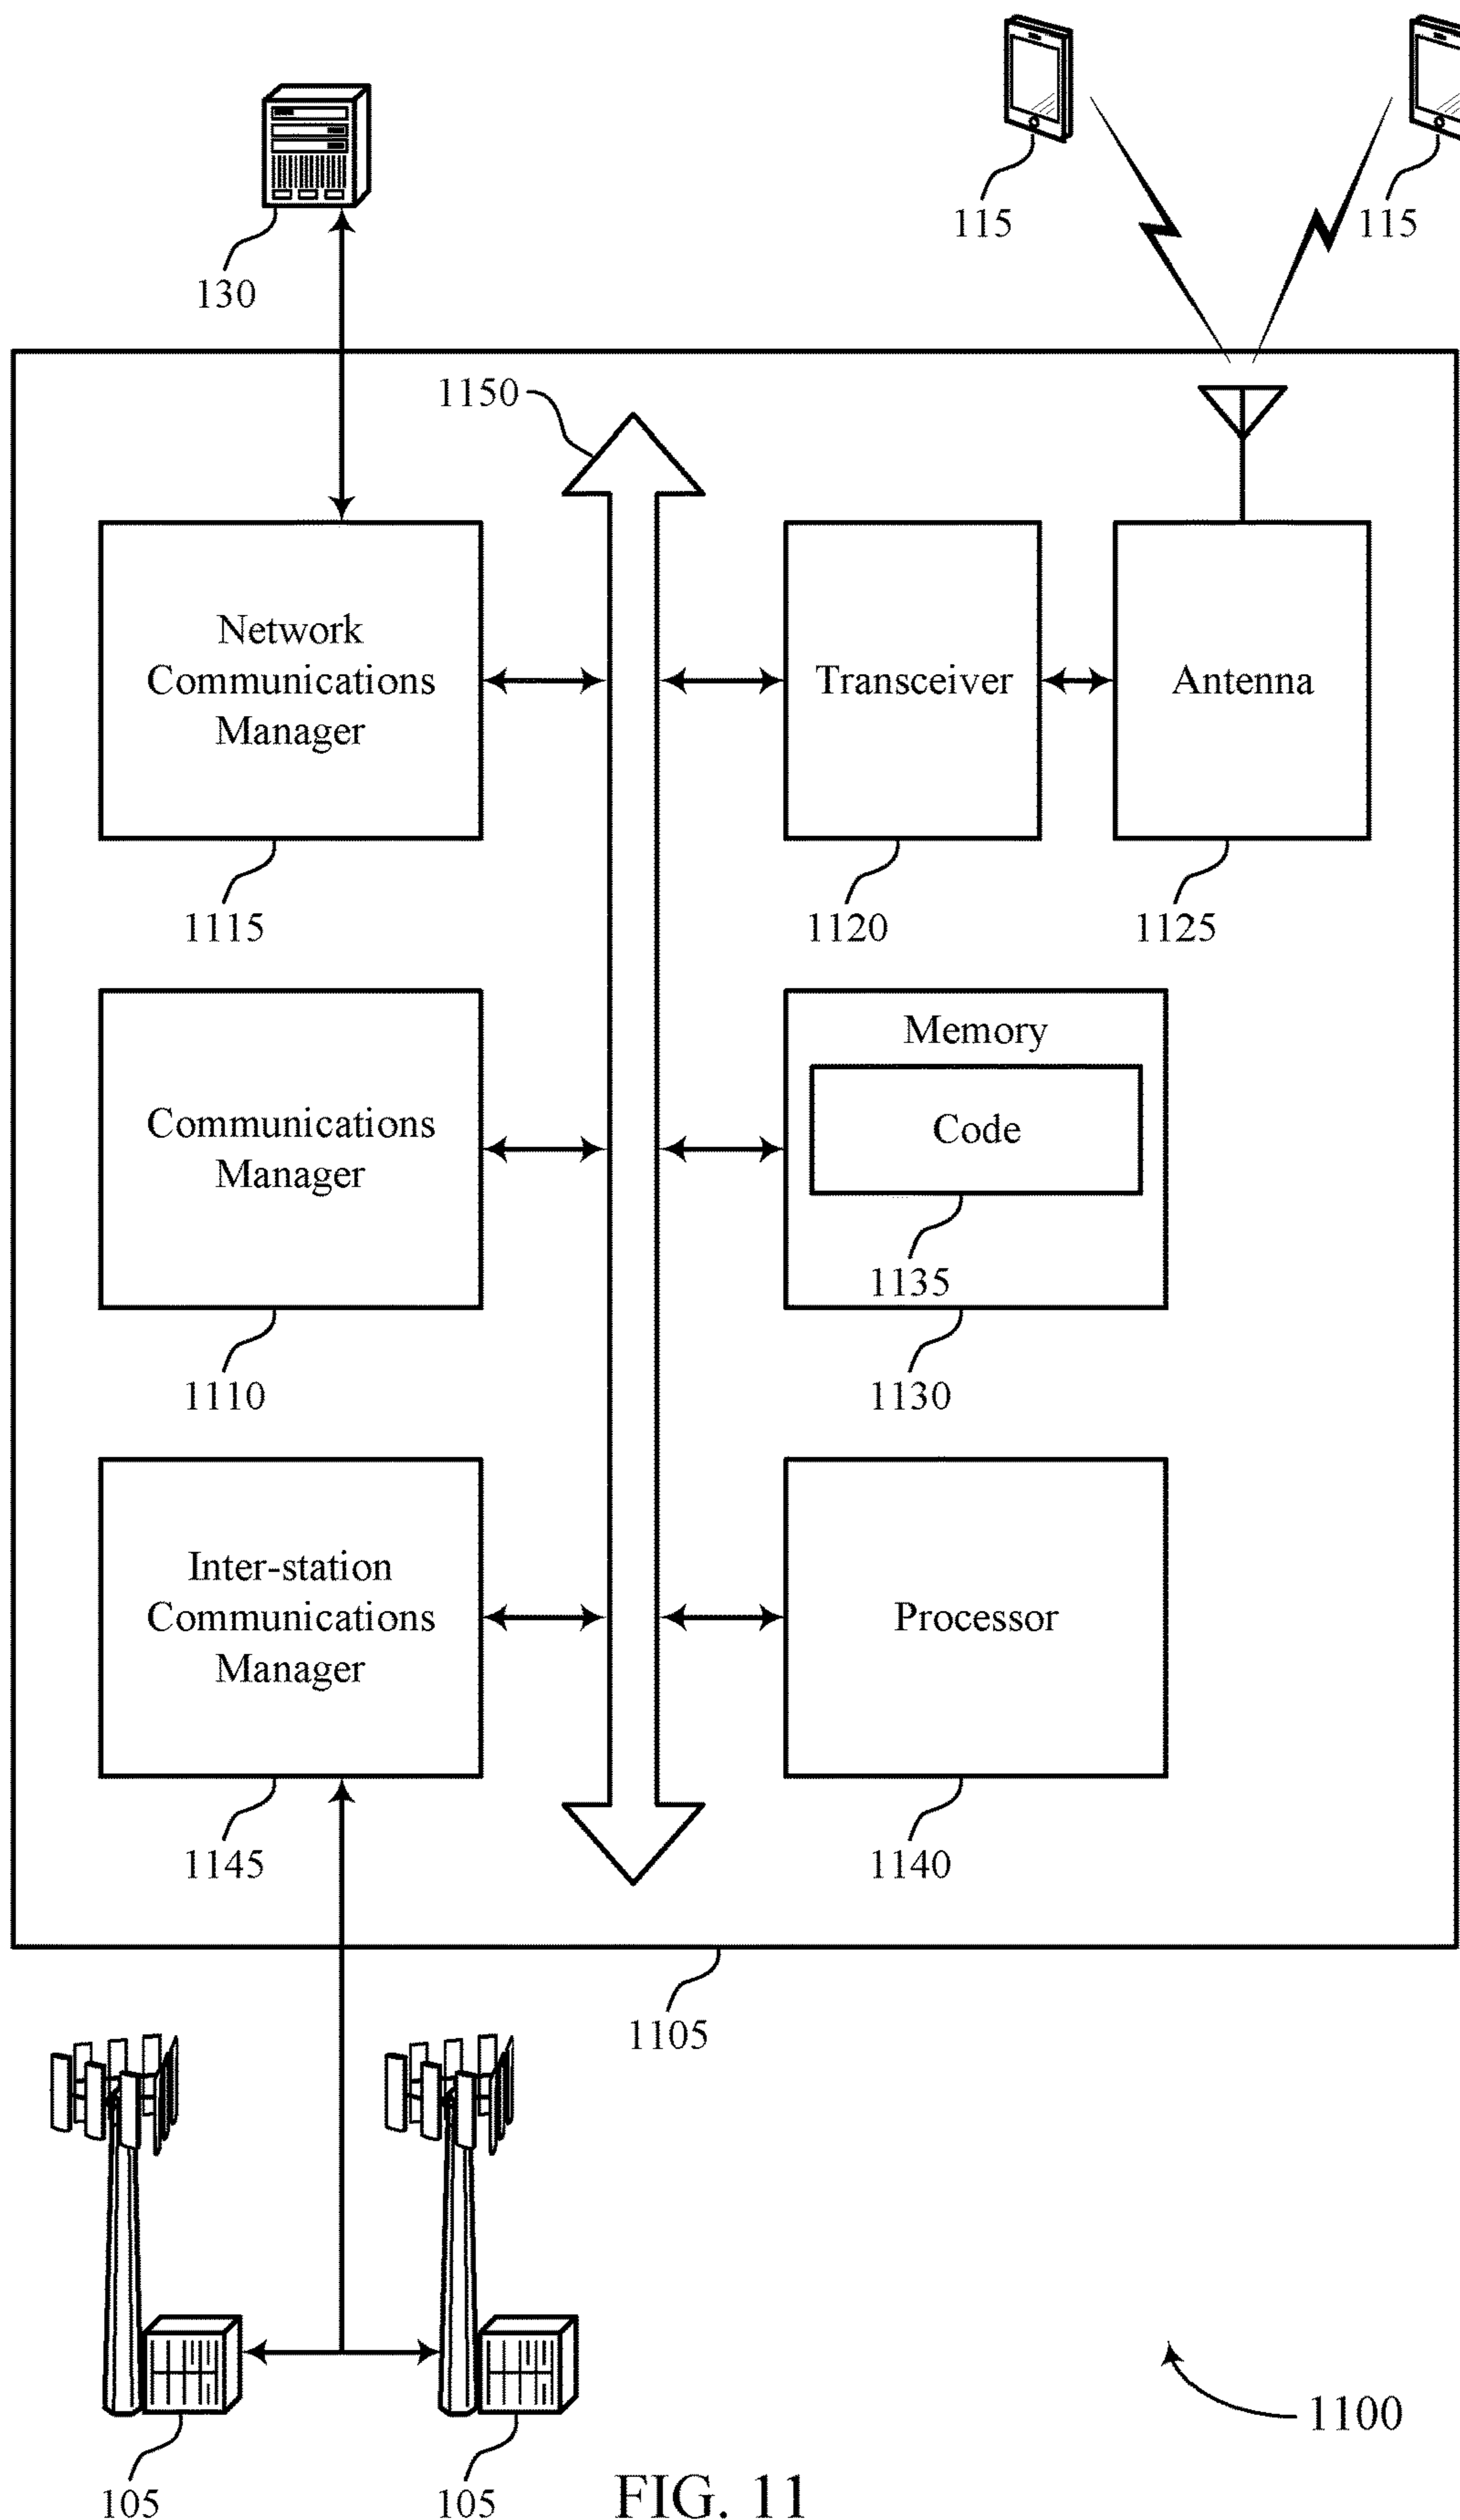 115
115
130
1150
Network
Communications
Manager
Transceiver
Antenna
1115
1120
1125
Memory
Communications
Manager
Code
1135
1110
1130
Inter-station
Communications
Manager
Processor
1145
1140
1105
1100
105
105
FIG. 11